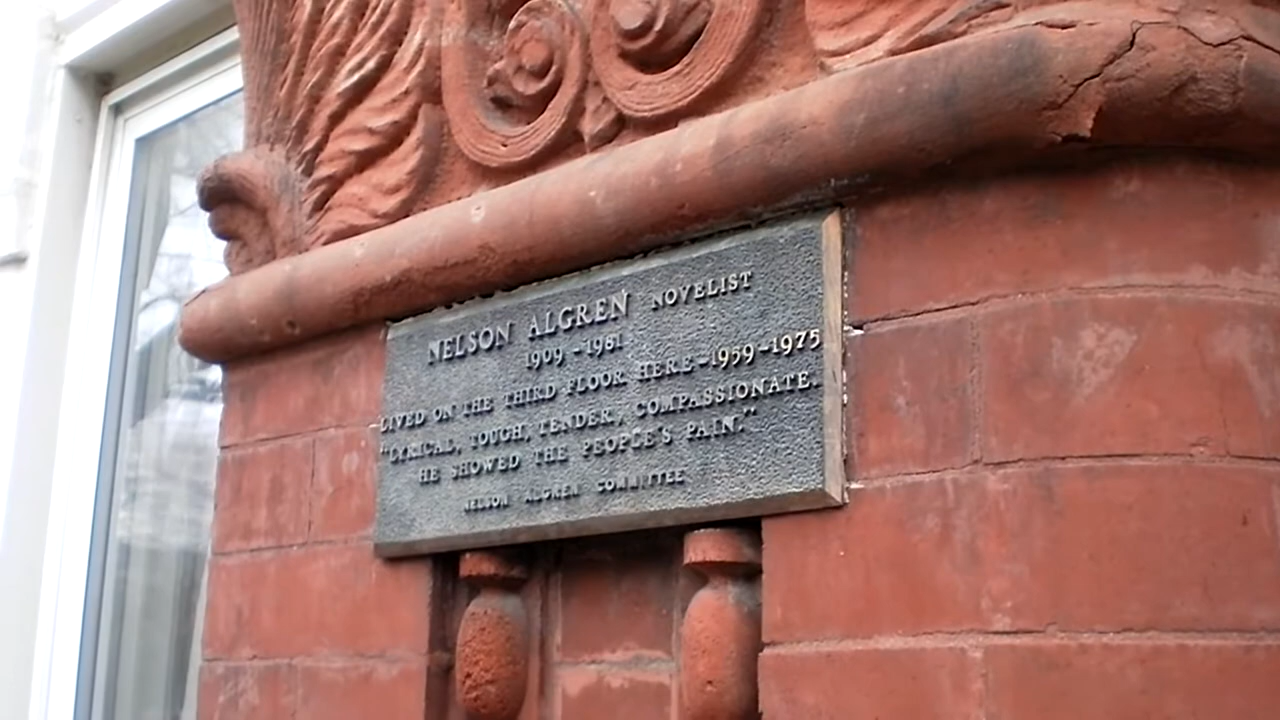 NELSON ALGREN NOVELIST
1909-1981
LIVED ON THE THIRD FLOOR HERE-1959-1975
"LYRICAL, TOUGH, TENDER, COMPASSIONATE.
HE SHOWED THE PEOPLE'S PAIN."
NELSON ALGREN COMMITTEE